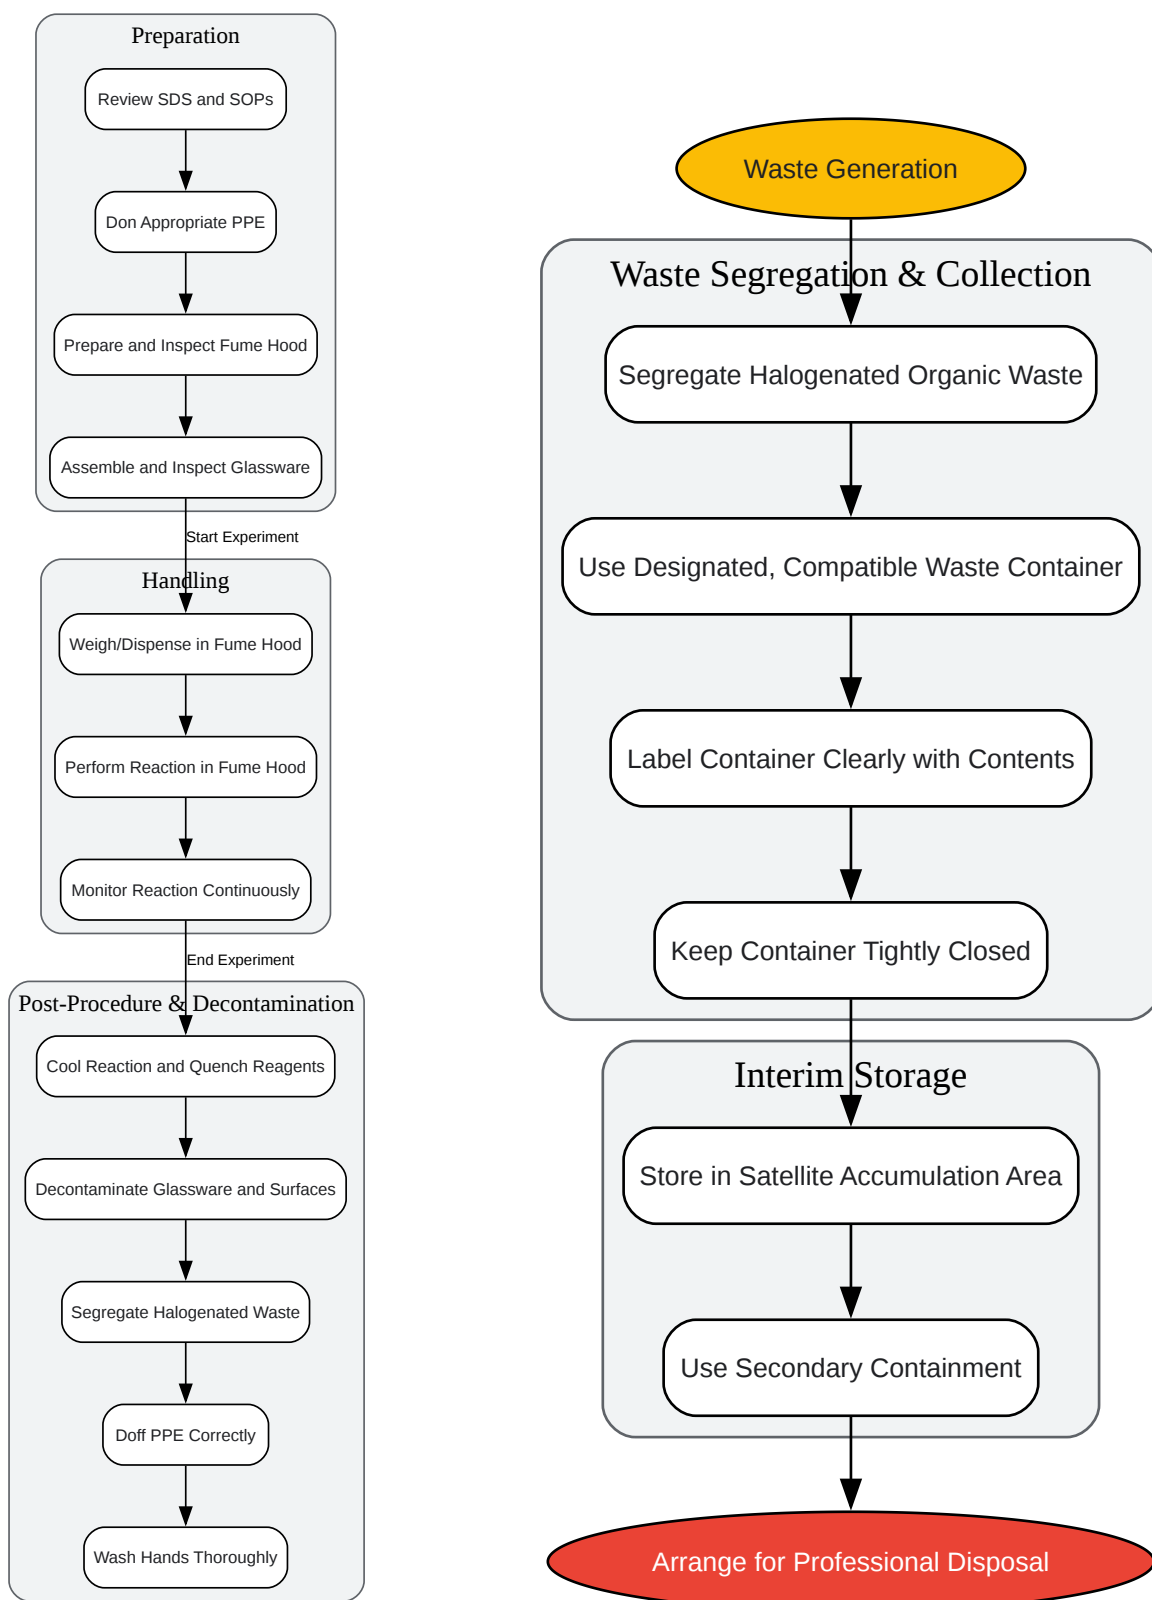 Preparation
Review SDS and SOPs
Don Appropriate PPE
Prepare and Inspect Fume Hood
Assemble and Inspect Glassware
Start Experiment
Handling
Weigh/Dispense in Fume Hood
Perform Reaction in Fume Hood
Monitor Reaction Continuously
End Experiment
Post-Procedure & Decontamination
Cool Reaction and Quench Reagents
Decontaminate Glassware and Surfaces
Segregate Halogenated Waste
Doff PPE Correctly
Wash Hands Thoroughly
Waste Generation
Waste Segregation & Collection
Segregate Halogenated Organic Waste
Use Designated, Compatible Waste Container
Label Container Clearly with Contents
Keep Container Tightly Closed
Interim Storage
Store in Satellite Accumulation Area
Use Secondary Containment
Arrange for Professional Disposal